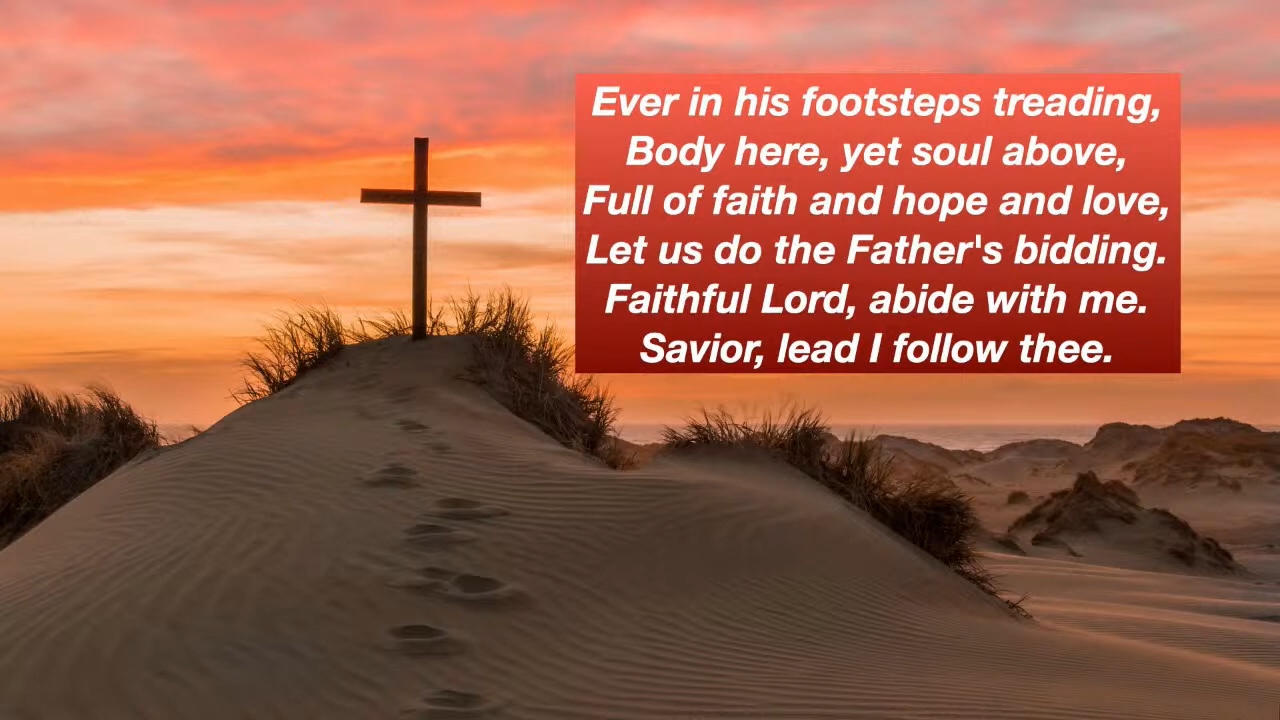 Ever in his footsteps treading,
Body here, yet soul above,
Full of faith and hope and love,
Let us do the Father's bidding.
Faithful Lord, abide with me.
Savior, lead I follow thee.